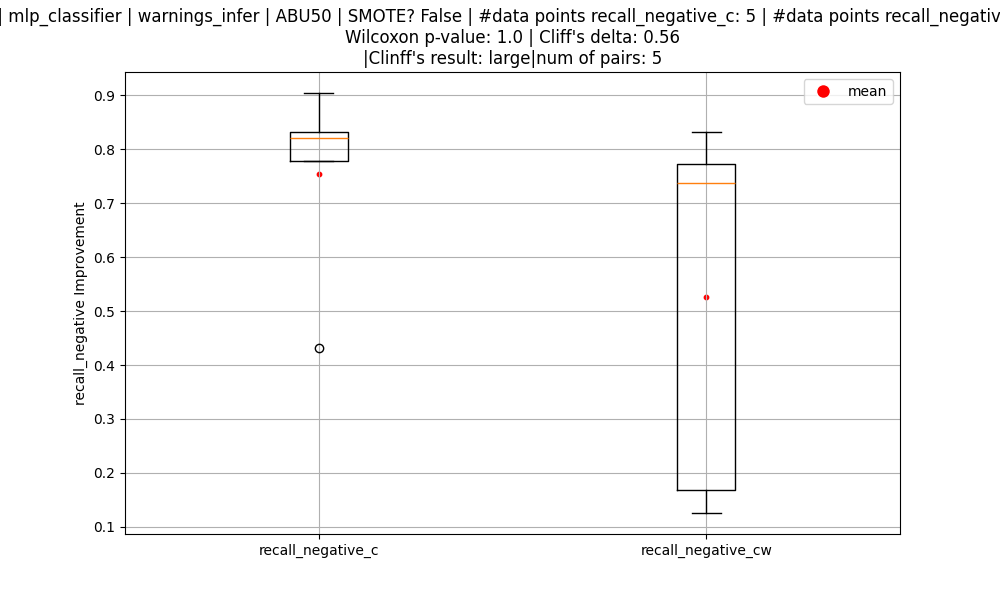 | mlp_classifier | warnings_infer | ABU50 | SMOTE? False | #data points recall_negative_c: 5 | #data points
Wilcoxon p-value: 1.0 | Cliff's delta: 0.56
|Clinff's result: large|num of pairs: 5
mean
0.9
0.8
0.7
0.6
0.5
0.4
0.3
0.2
0.1
recall_negative Improvement
recall_negative_c
recall_negative_cw